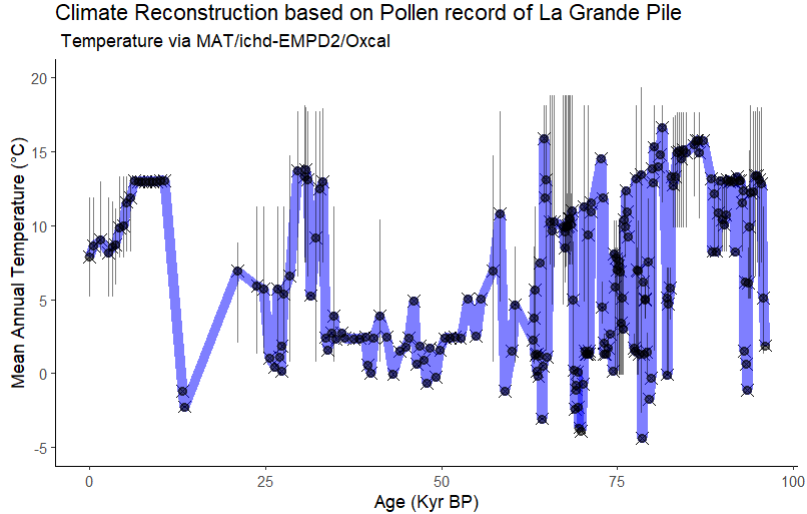 Climate Reconstruction based on Pollen record of La Grande Pile
Temperature via MAT/ichd-EMPD2/Oxcal
Mean Annual Temperature (°C)
20
15
10
5
0
-5
0 25 50 75 100
Age (Kyr BP)